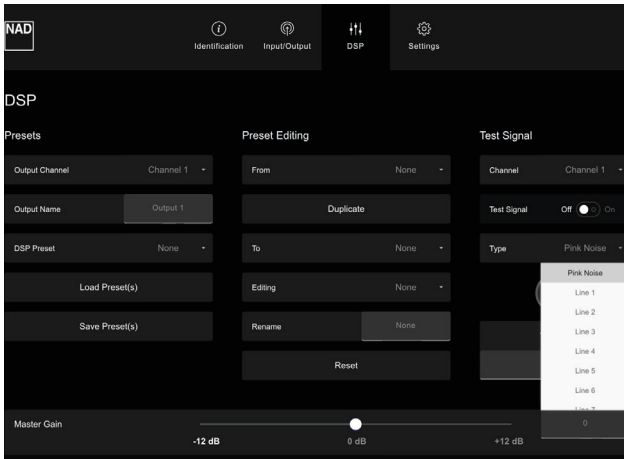 NAD
Identification
Input/Output
DSP
Settings
DSP
Presets
Output Channel Channel 1
Output Name Output 1
DSP Preset None
Load Preset(s)
Save Preset(s)
Preset Editing
From None
Duplicate
To None
Editing None
Rename None
Reset
Test Signal
Channel Channel 1
Test Signal Off On
Type Pink Noise
Pink Noise
Line 1
Line 2
Line 3
Line 4
Line 5
Line 6
Line 7
0
Master Gain
-12 dB 0 dB +12 dB